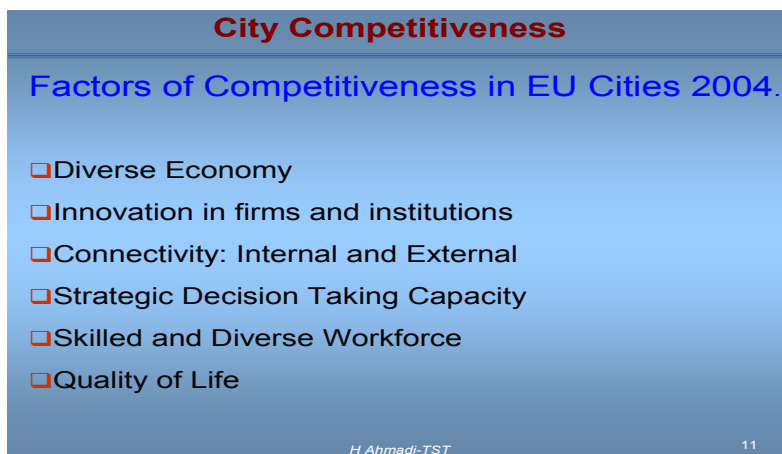 City Competitiveness
Factors of Competitiveness in EU Cities 2004.
Diverse Economy
Innovation in firms and institutions
Connectivity: Internal and External
Strategic Decision Taking Capacity
Skilled and Diverse Workforce
Quality of Life
H Ahmadi-TST
11